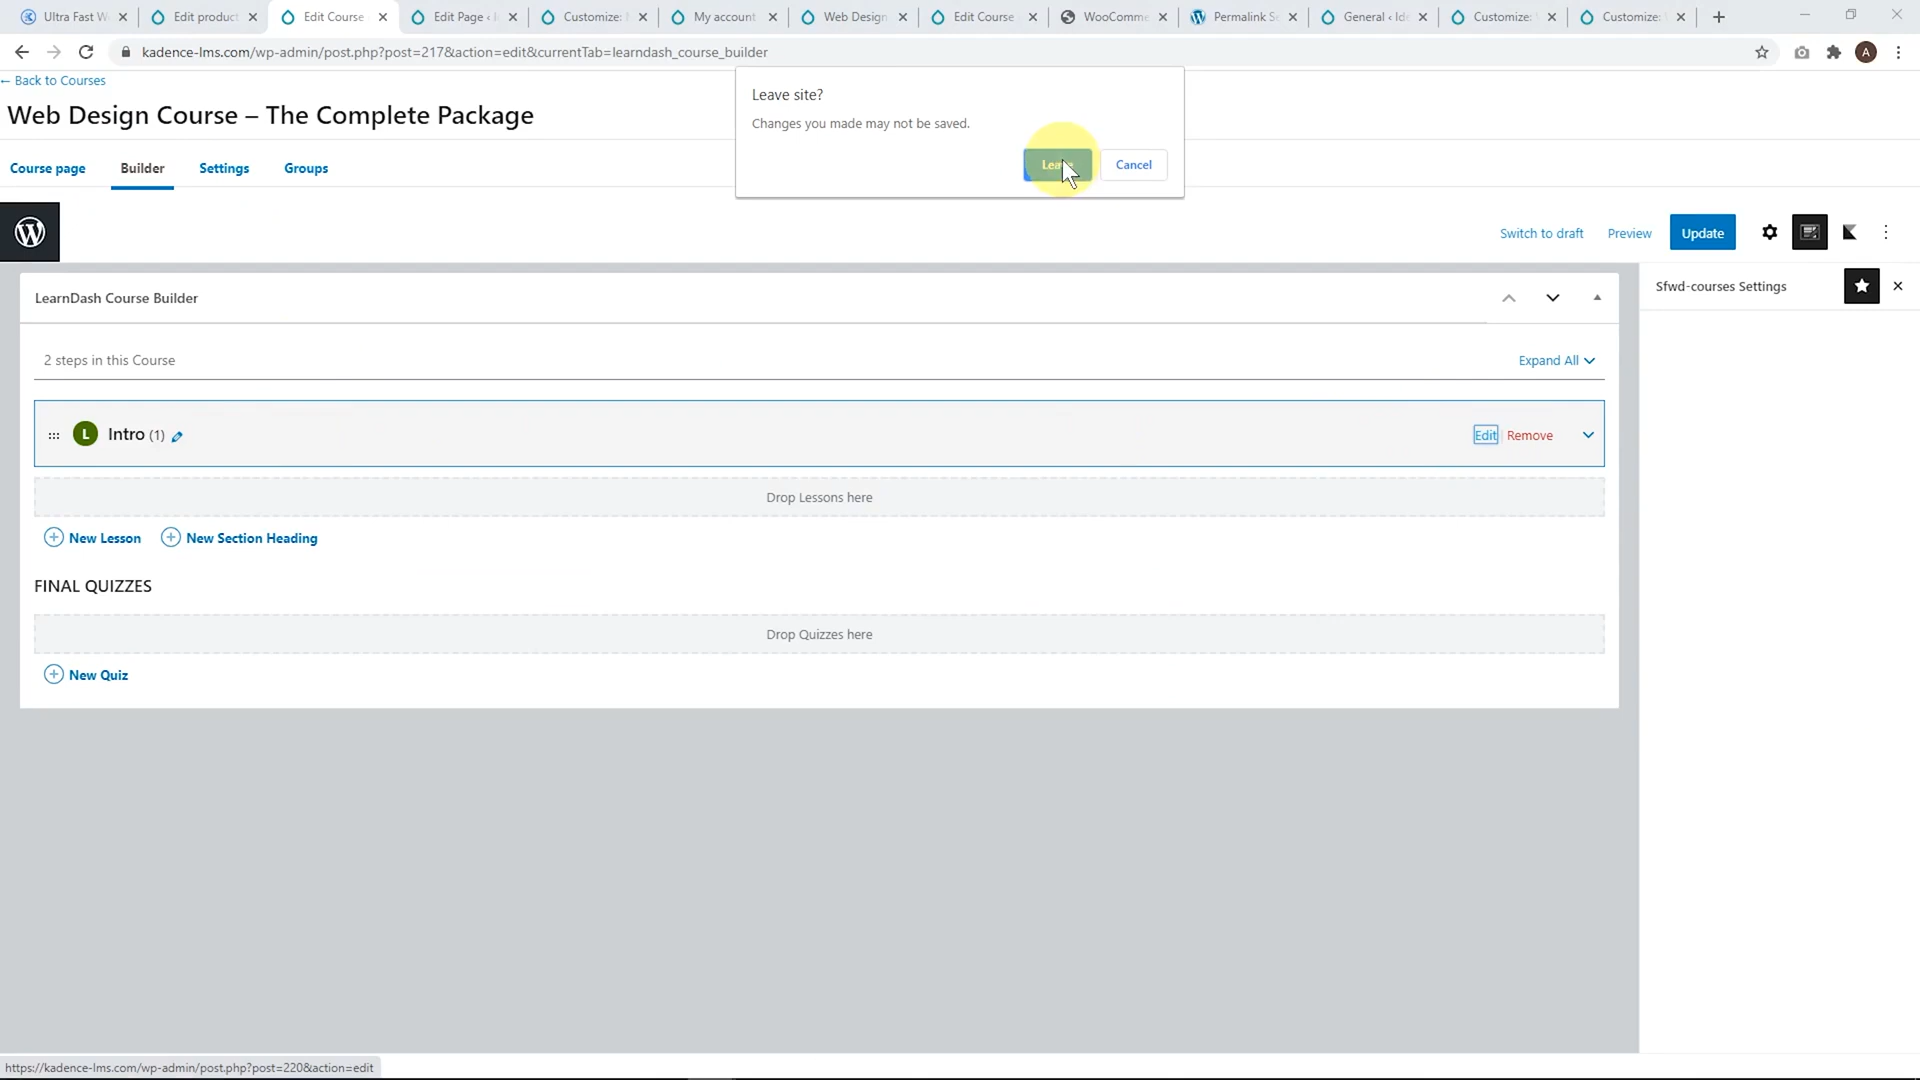 Ultra Fast W
Edit product
Edit Course
Edit Page ‹
Customize:
My account
Web Design
Edit Course
WooComme
Permalink S
General ‹ Id
Customize:
Customize:
kadence-lms.com/wp-admin/post.php?post=217&action=edit&currentTab=learndash_course_builder
A
← Back to Courses
Leave site?
Changes you made may not be saved.
Cancel
Web Design Course – The Complete Package
Course page
Builder
Settings
Groups
Switch to draft
Preview
Update
LearnDash Course Builder
Sfwd-courses Settings
2 steps in this Course
Expand All
L
Intro (1)
Edit | Remove
Drop Lessons here
New Lesson
New Section Heading
FINAL QUIZZES
Drop Quizzes here
New Quiz
https://kadence-lms.com/wp-admin/post.php?post=220&action=edit